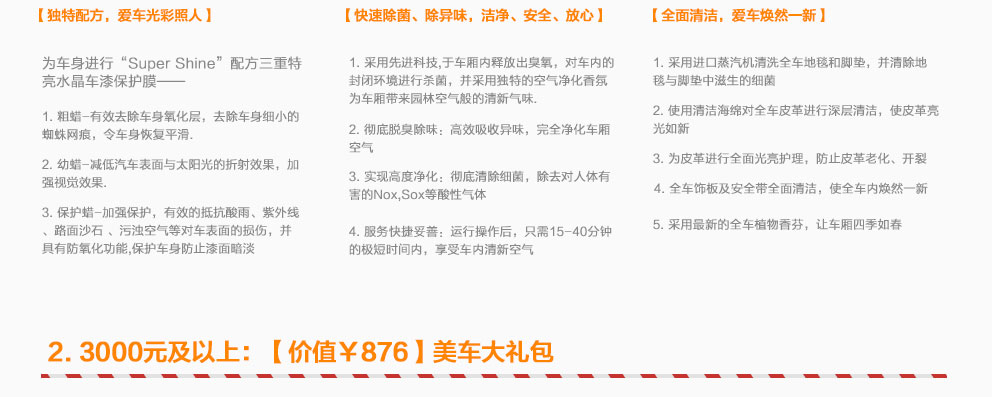 【独特配方，爱车光彩照人】
为车身进行“Super Shine”配方三重特
亮水晶车漆保护膜——
1. 粗蜡-有效去除车身氧化层，去除车身细小的
蜘蛛网痕，令车身恢复平滑.
2. 幼蜡-减低汽车表面与太阳光的折射效果，加
强视觉效果.
3. 保护蜡-加强保护，有效的抵抗酸雨、紫外线
、路面沙石 、污浊空气等对车表面的损伤，并
具有防氧化功能,保护车身防止漆面暗淡
【快速除菌、除异味，洁净、安全、放心】
1. 采用先进科技,于车厢内释放出臭氧，对车内的
封闭环境进行杀菌，并采用独特的空气净化香氛
为车厢带来园林空气般的清新气味.
2. 彻底脱臭除味：高效吸收异味，完全净化车厢
空气
3. 实现高度净化：彻底清除细菌，除去对人体有
害的Nox,Sox等酸性气体
4. 服务快捷妥善：运行操作后，只需15-40分钟
的极短时间内，享受车内清新空气
【全面清洁，爱车焕然一新】
1. 采用进口蒸汽机清洗全车地毯和脚垫，并清除地
毯与脚垫中滋生的细菌
2. 使用清洁海绵对全车皮革进行深层清洁，使皮革亮
光如新
3. 为皮革进行全面光亮护理，防止皮革老化、开裂
4. 全车饰板及安全带全面清洁，使全车内焕然一新
5. 采用最新的全车植物香芬，让车厢四季如春
2. 3000元及以上：【价值￥876】美车大礼包